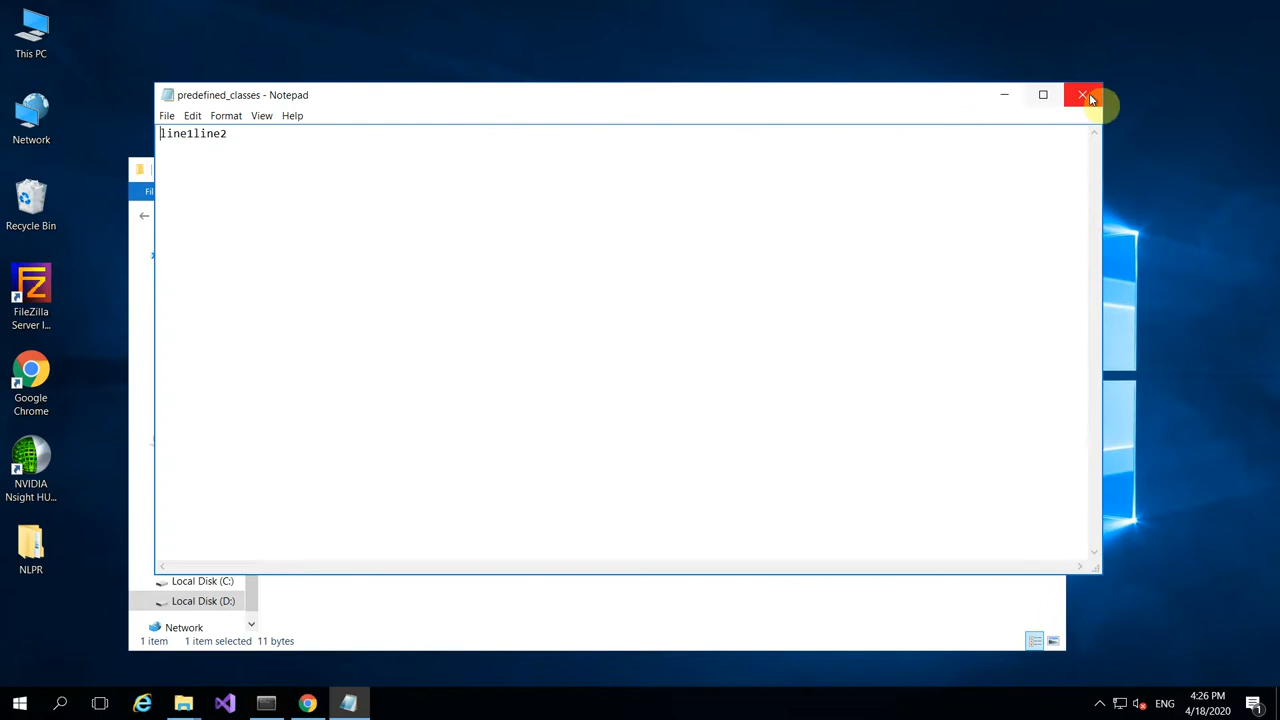 This PC
Network
Recycle Bin
FileZilla
Server I...
Google
Chrome
NVIDIA
Nsight HU...
NLPR
predefined_classes - Notepad
File Edit Format View Help
line1line2
Fil
Local Disk (C:)
Local Disk (D:)
Network
1 item 1 item selected 11 bytes
ENG
4:26 PM
4/18/2020
1